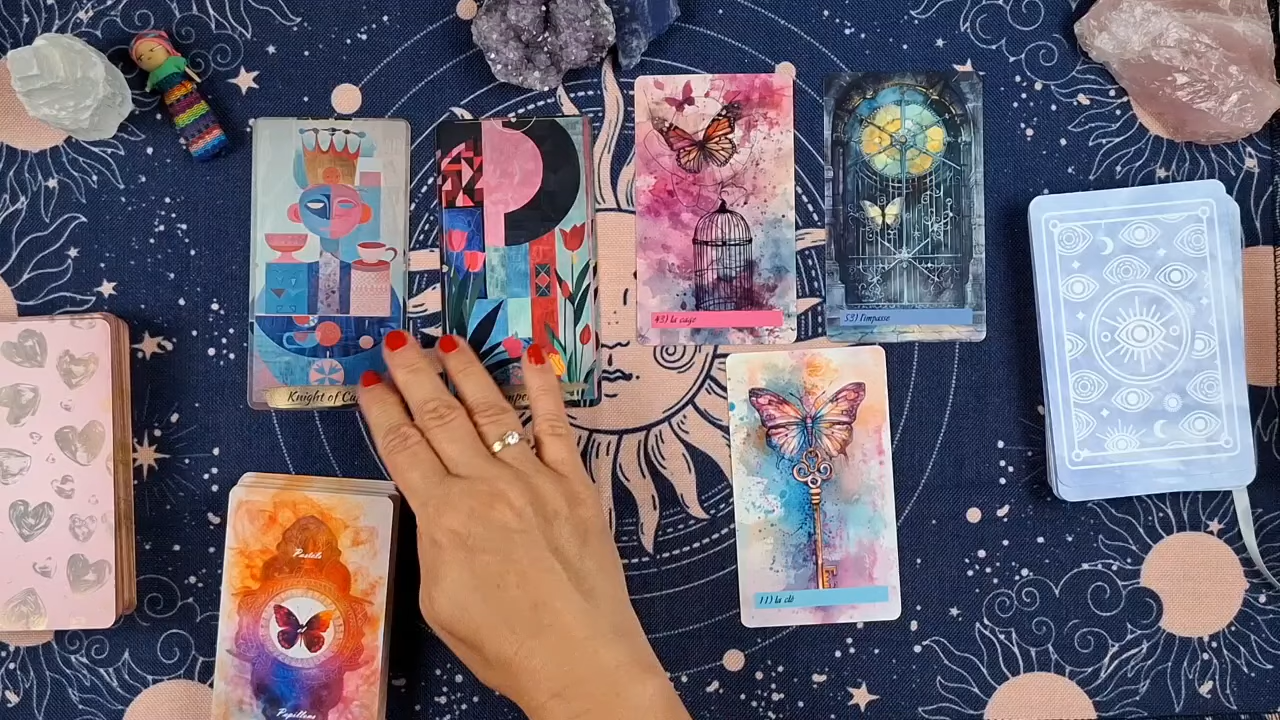 Knight of Cu
43) la cage
53) l'impasse
11) la clé
Pastels
Papillons